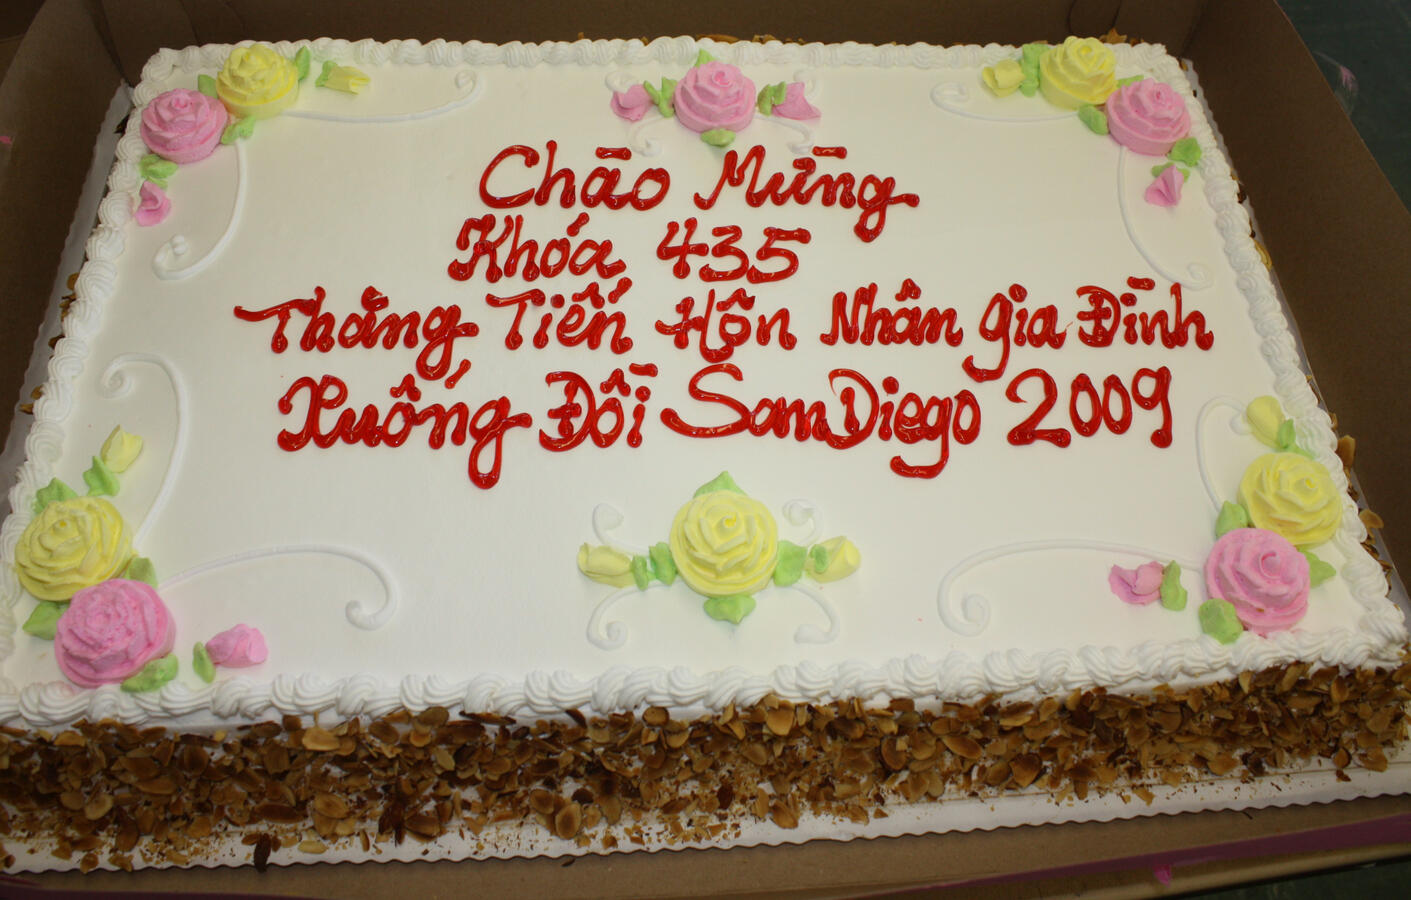 Chào Mừng
Khóa 435
Thăng Tiến Hôn Nhân Gia Đình
Xuống Đồi San Diego 2009